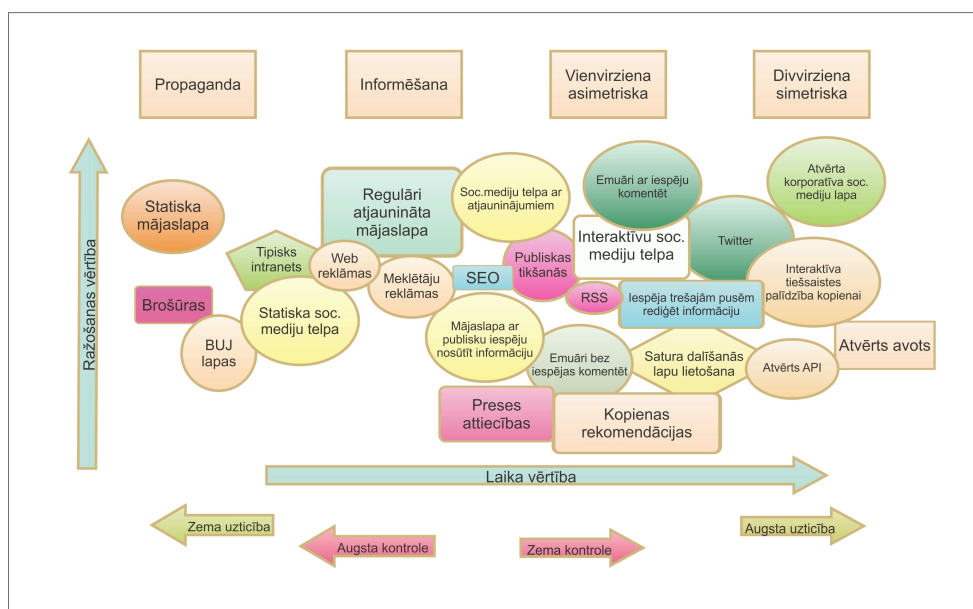 Propaganda
Informēšana
Vienvirziena
asimetriska
Divvirziena
simetriska
Ražošanas vērtība
Statiska
mājaslapa
Tipisks
intranets
Brošūras
BUJ
lapas
Statiska soc.
mediju telpa
Regulāri
atjaunināta
mājaslapa
Web
reklāmas
Meklētāju
reklāmas
Soc.mediju telpa ar
atjauninājumiem
SEO
Publiskas
tikšanās
Mājaslapa ar
publisku iespēju
nosūtīt informāciju
Preses
attiecības
Emuāri ar iespēju
komentēt
Interaktīvu soc.
mediju telpa
RSS
Iespēja trešajām pusēm
rediģēt informāciju
Emuāri bez
iespējas komentēt
Satura dalīšanās
lapu lietošana
Kopienas
rekomendācijas
Twitter
Atvērta
korporatīva soc.
mediju lapa
Interaktīva
tiešsaistes
palīdzība kopienai
Atvērts API
Atvērts avots
Laika vērtība
Zema uzticība
Augsta kontrole
Zema kontrole
Augsta uzticība